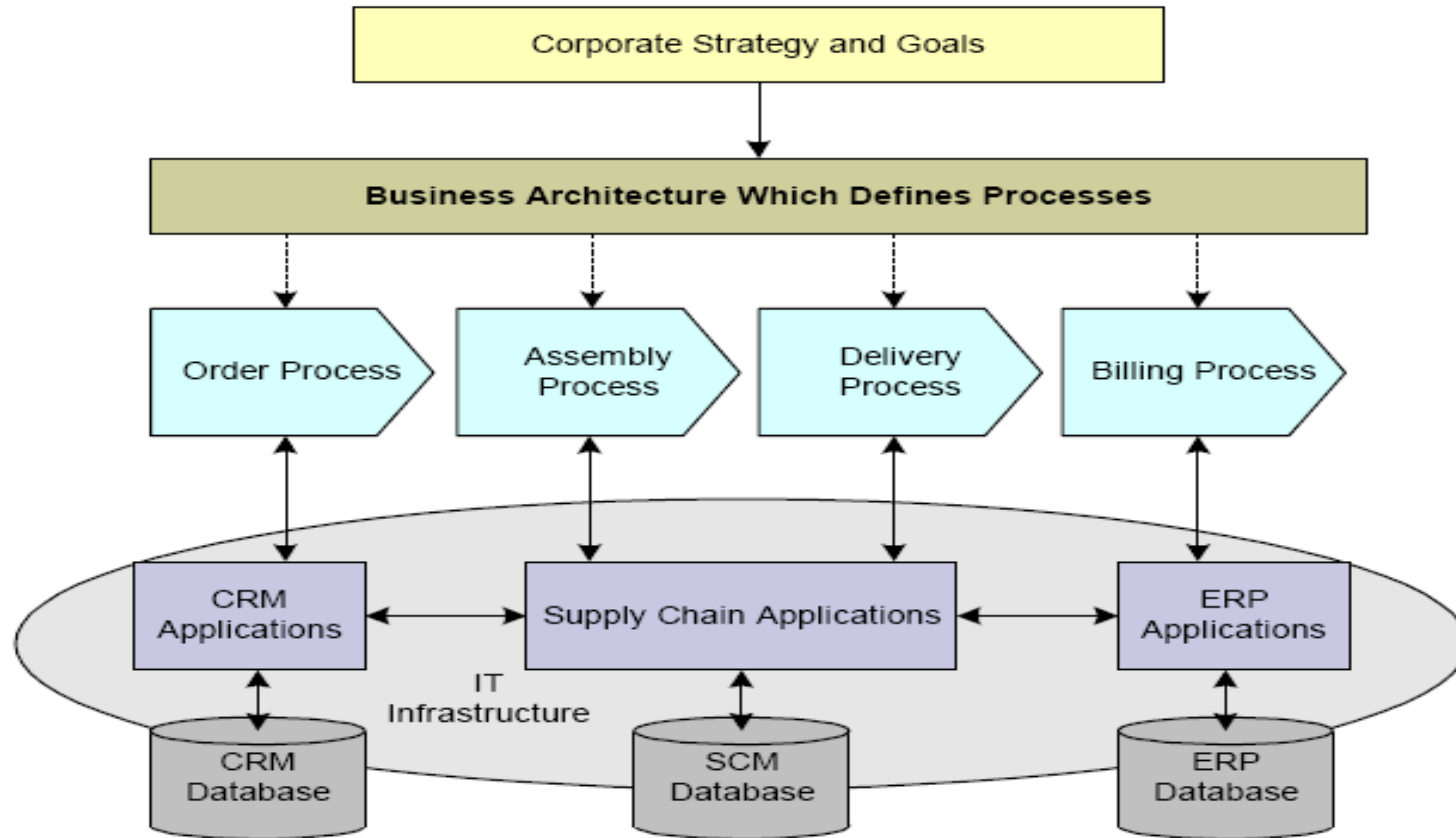 Corporate Strategy and Goals
Business Architecture Which Defines Processes
Order Process
Assembly
Process
Delivery
Process
Billing Process
CRM
Applications
Supply Chain Applications
ERP
Applications
IT
Infrastructure
CRM
Database
SCM
Database
ERP
Database